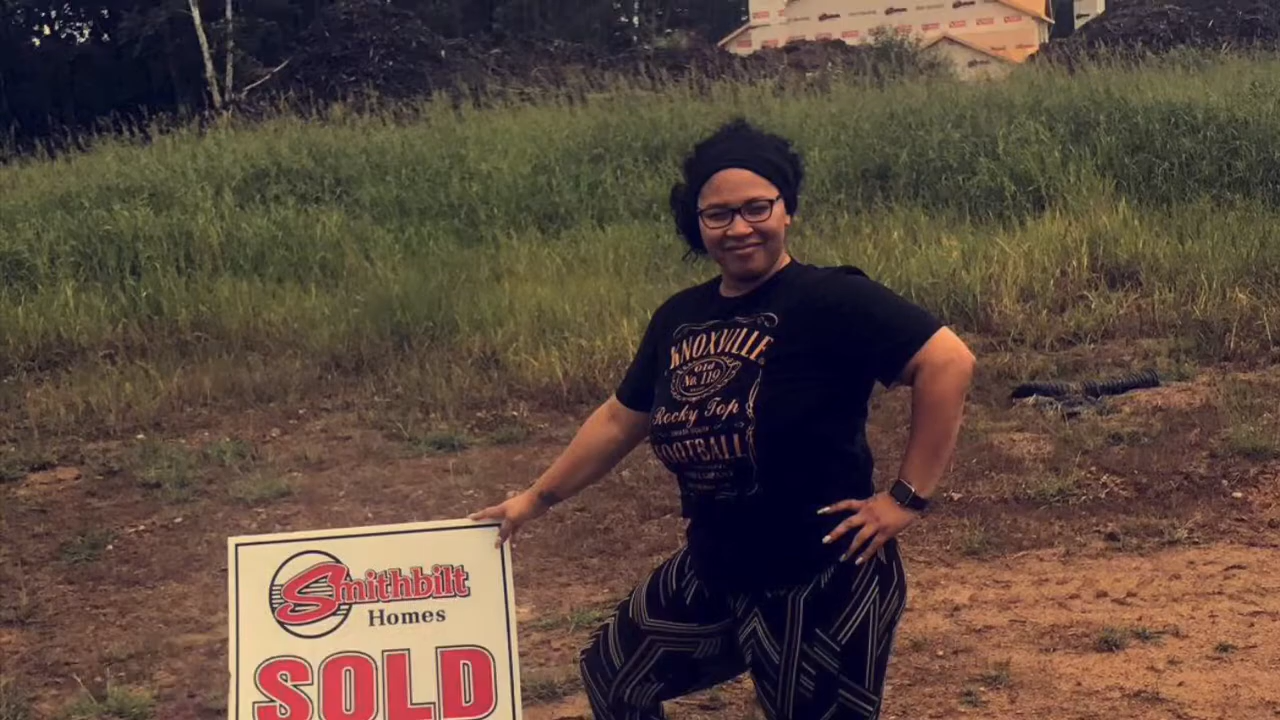 KNOXVILLE
Old
No. 119
Rocky Top
FOOTBALL
Smithbilt
Homes
SOLD